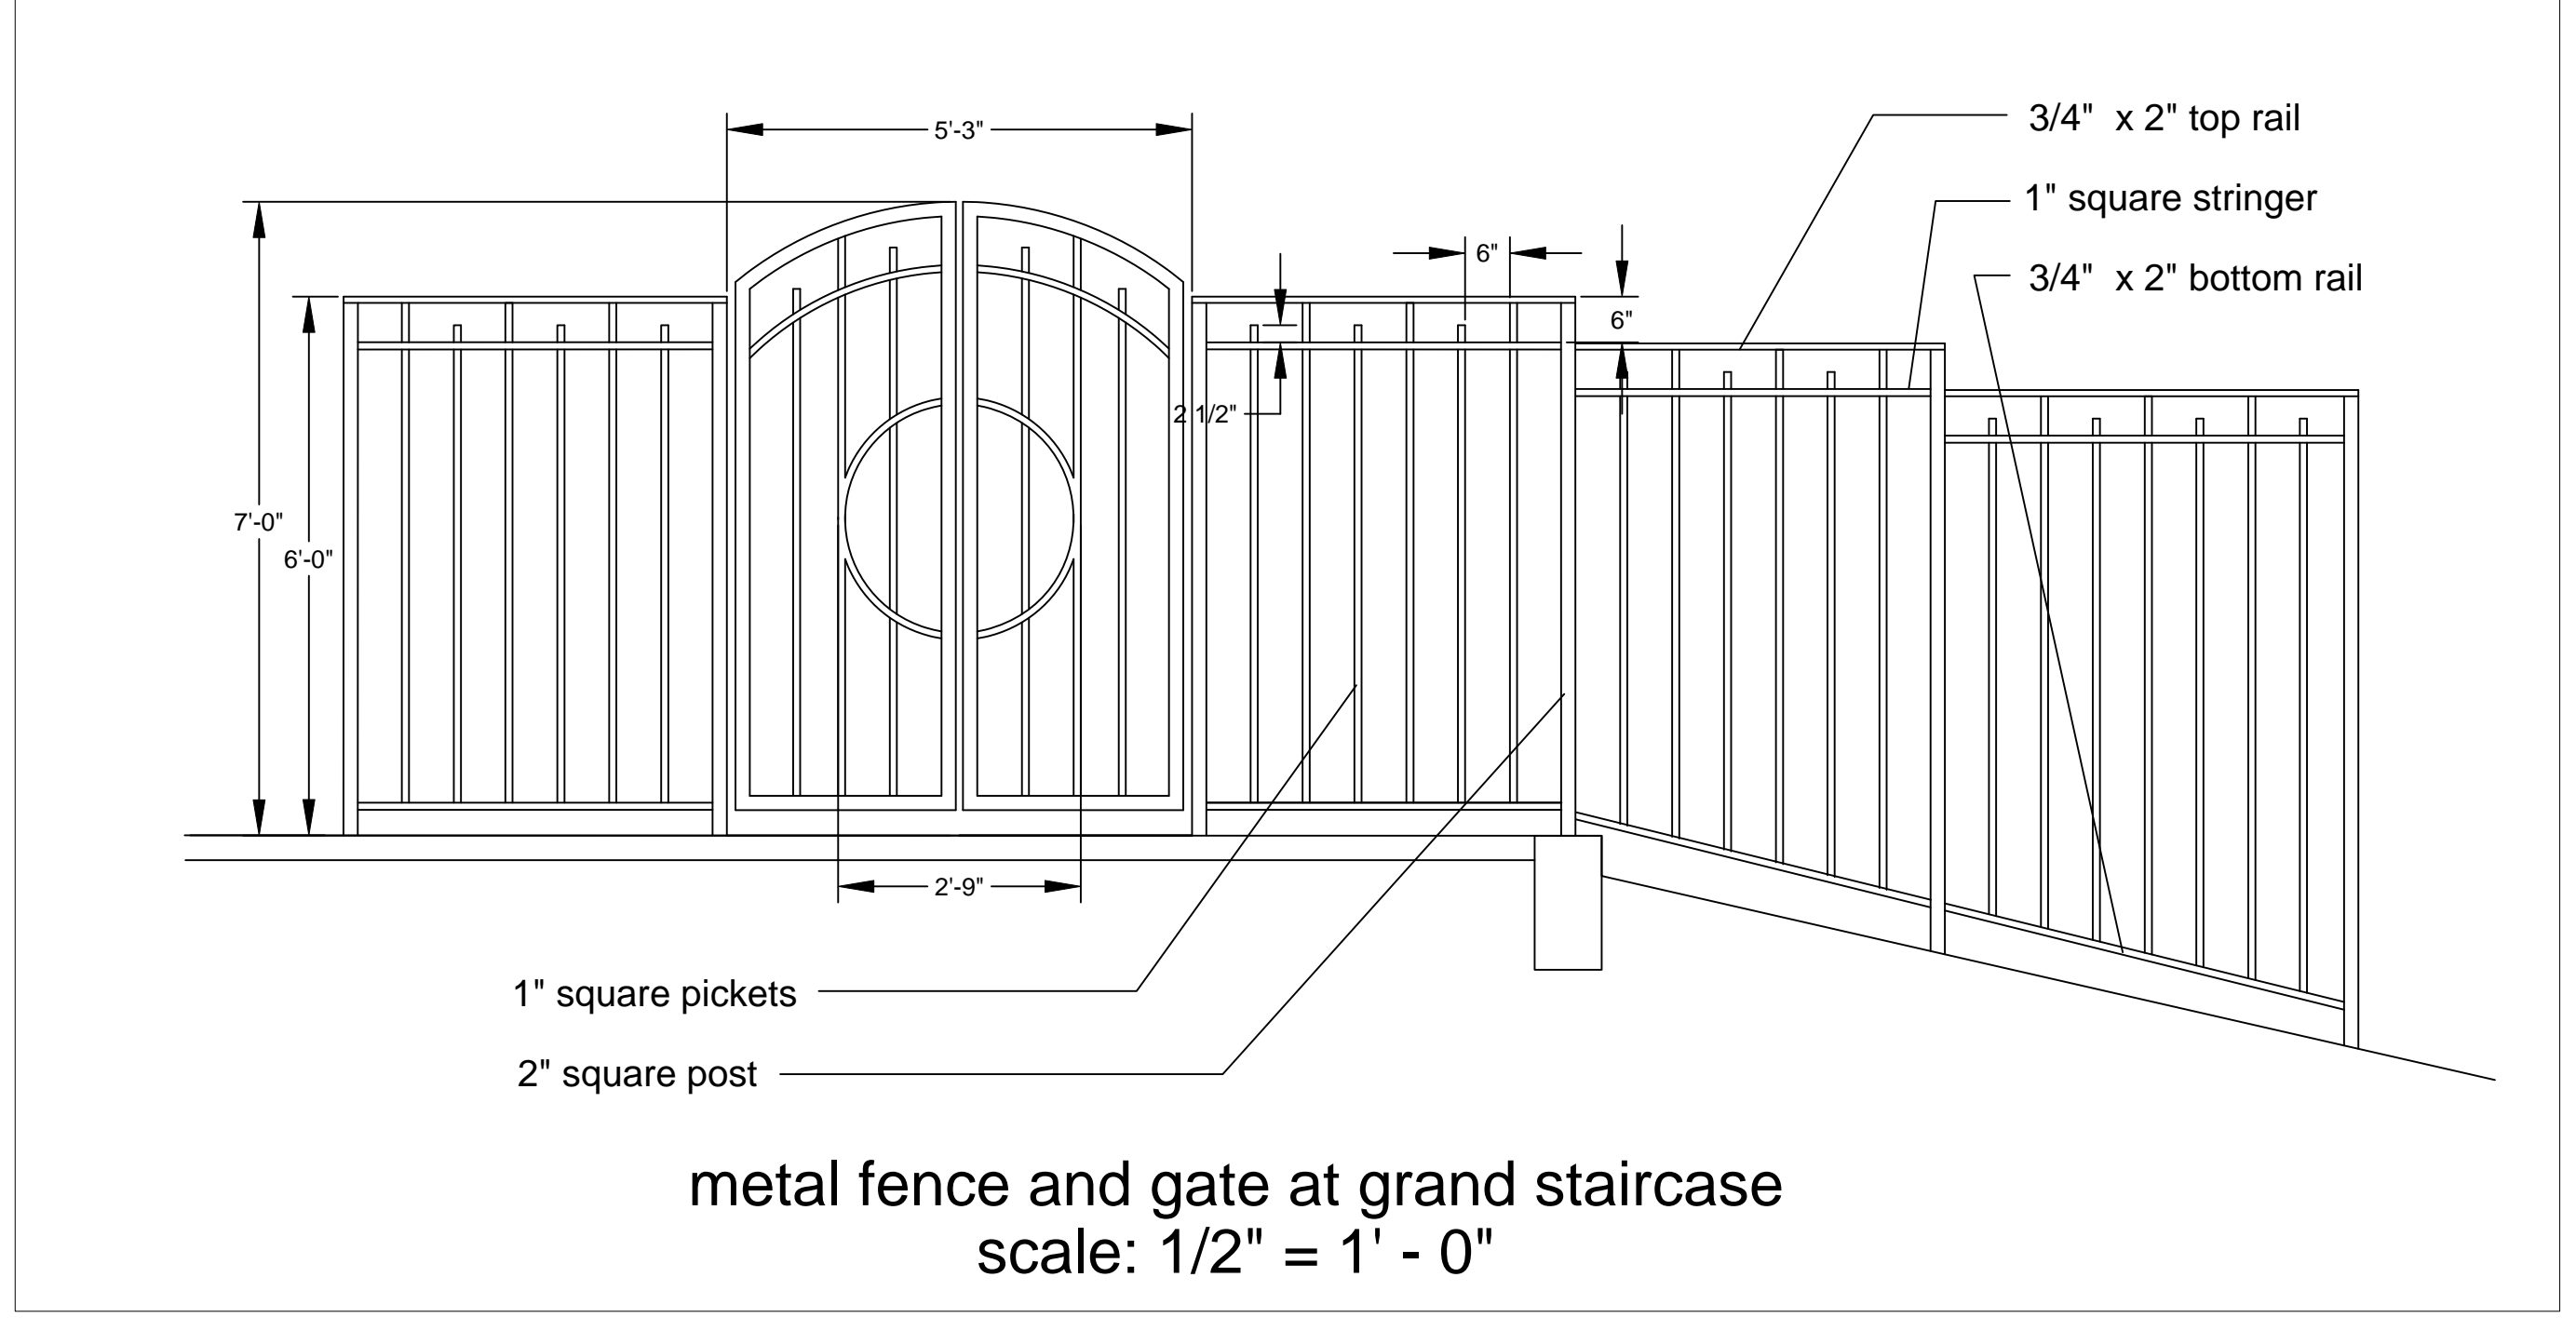 5'-3"
3/4"  x 2" top rail
1" square stringer
6"
3/4"  x 2" bottom rail
6"
2 1/2"
7'-0"
6'-0"
2'-9"
1" square pickets
2" square post
metal fence and gate at grand staircase
scale: 1/2" = 1' - 0"